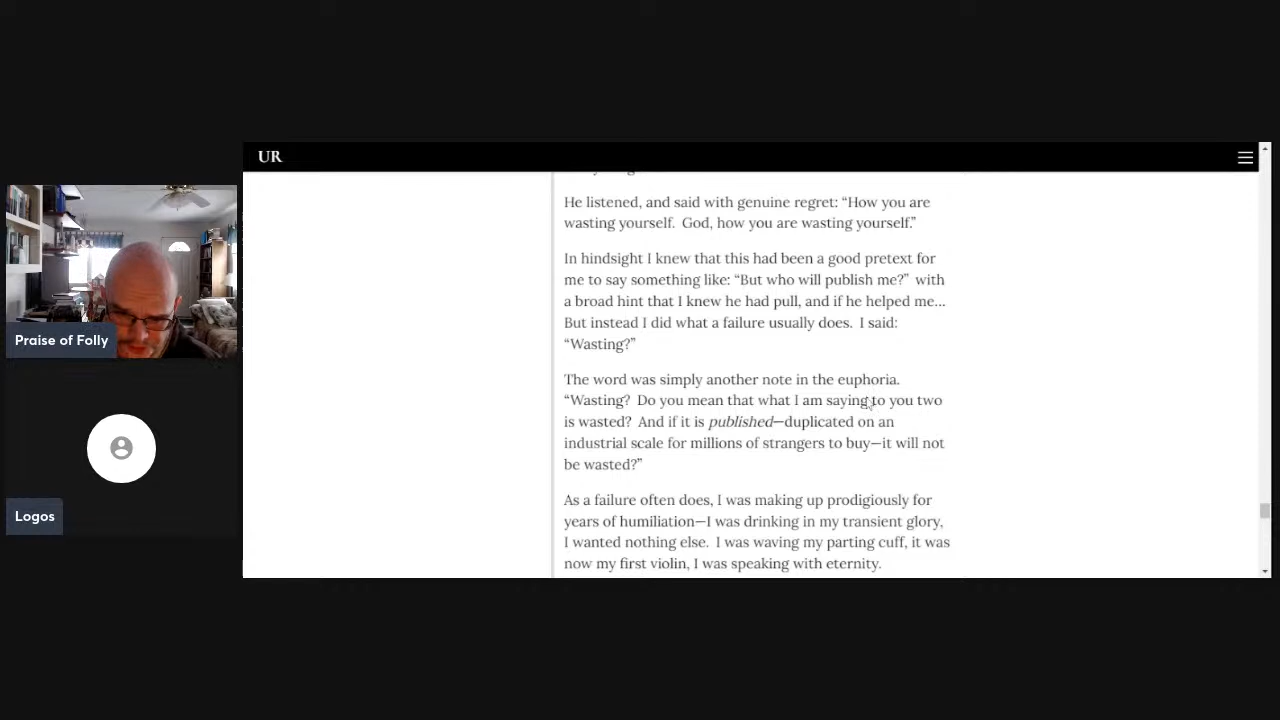 UR
He listened, and said with genuine regret: “How you are
wasting yourself.  God, how you are wasting yourself.”
In hindsight I knew that this had been a good pretext for
me to say something like: “But who will publish me?”  with
a broad hint that I knew he had pull, and if he helped me…
But instead I did what a failure usually does.  I said:
“Wasting?”
The word was simply another note in the euphoria.
“Wasting?  Do you mean that what I am saying to you two
is wasted?  And if it is published—duplicated on an
industrial scale for millions of strangers to buy—it will not
be wasted?”
As a failure often does, I was making up prodigiously for
years of humiliation—I was drinking in my transient glory,
I wanted nothing else.  I was waving my parting cuff, it was
now my first violin, I was speaking with eternity.
Praise of Folly
Logos